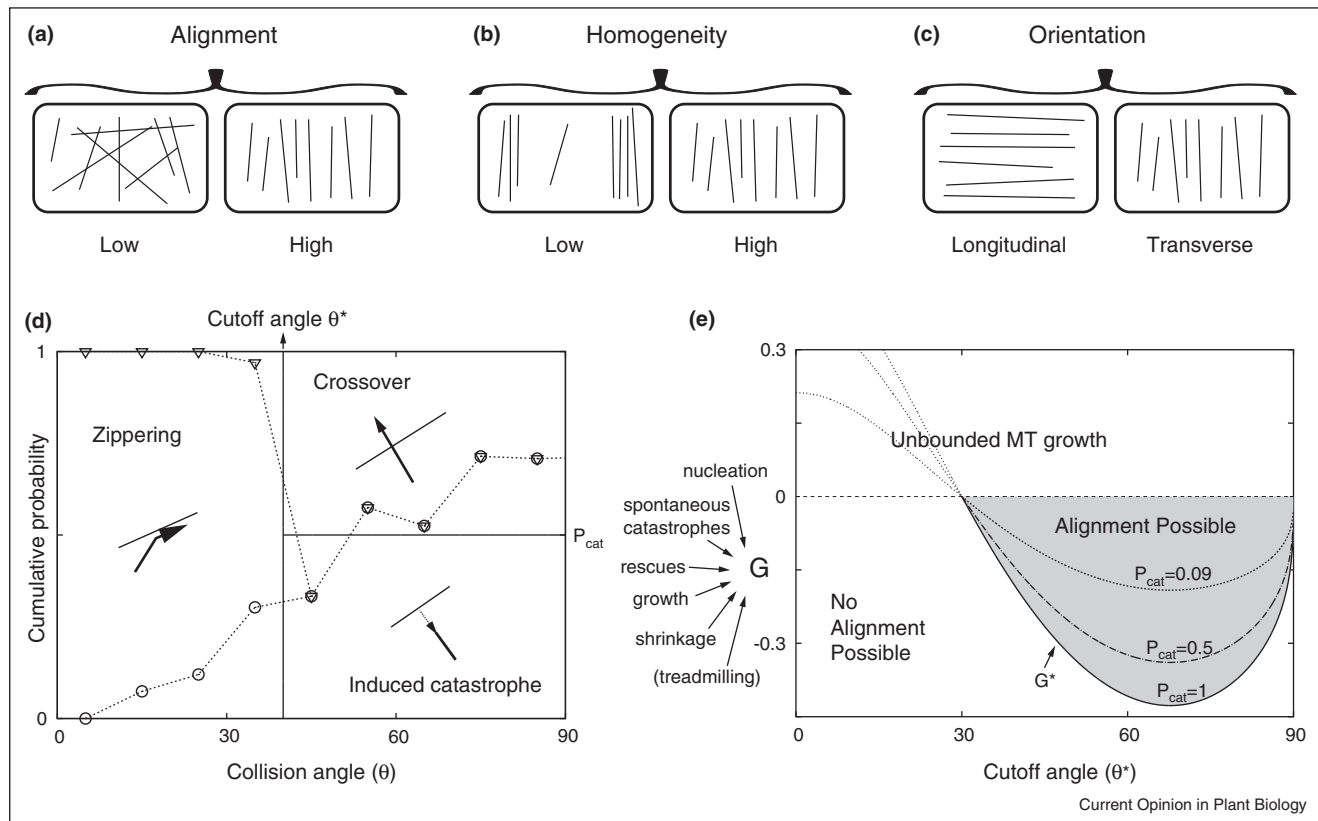 (a) Alignment
Low High
(b) Homogeneity
Low High
(c) Orientation
Longitudinal Transverse
(d)
Cutoff angle θ*
Cumulative probability
1
0
Zippering
Crossover
Induced catastrophe
P_cat
0 30 60 90
Collision angle (θ)
(e)
nucleation
spontaneous
catastrophes
rescues
growth
shrinkage
(treadmilling)
G
0.3
0
-0.3
Unbounded MT growth
Alignment Possible
P_cat=0.09
P_cat=0.5
P_cat=1
No
Alignment
Possible
G*
0 30 60 90
Cutoff angle (θ*)
Current Opinion in Plant Biology